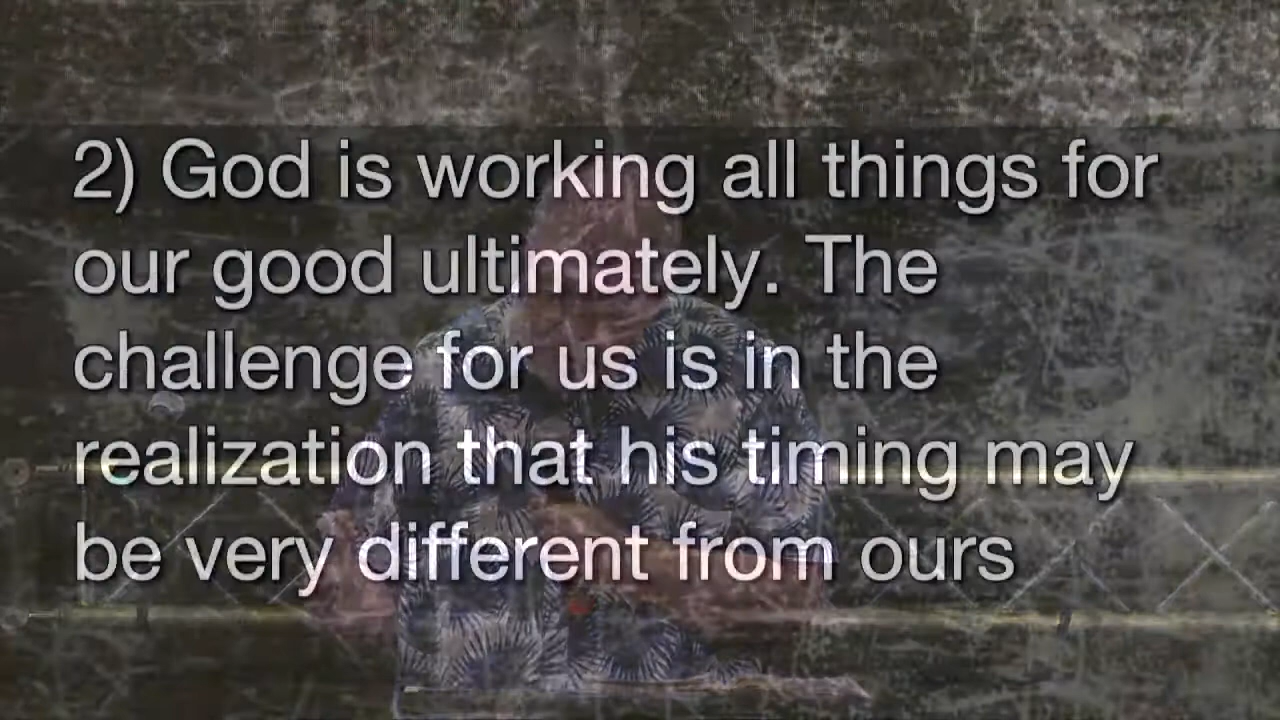 2) God is working all things for
our good ultimately. The
challenge for us is in the
realization that his timing may
be very different from ours